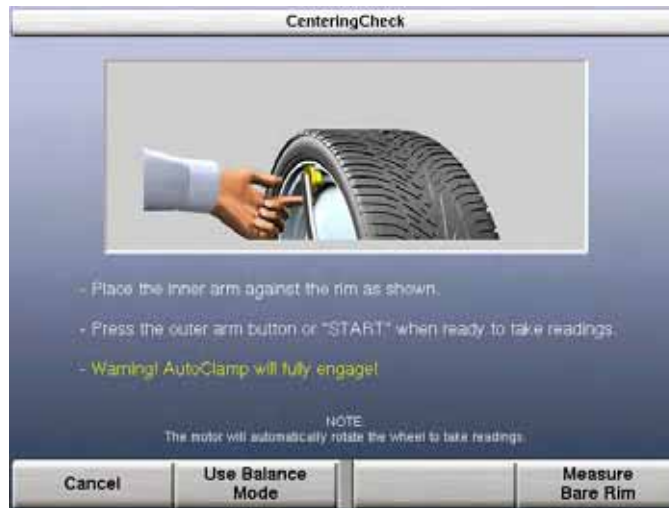 CenteringCheck
- Place the inner arm against the rim as shown.
- Press the outer arm button or "START" when ready to take readings.
- Warning! AutoClamp will fully engage!
NOTE
The motor will automatically rotate the wheel to take readings.
Cancel
Use Balance
Mode
Measure
Bare Rim